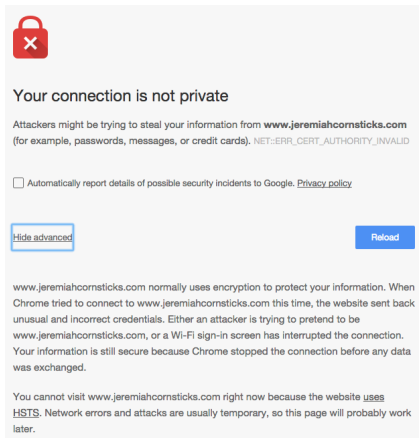 Your connection is not private
Attackers might be trying to steal your information from www.jeremiahcornsticks.com
(for example, passwords, messages, or credit cards). NET::ERR_CERT_AUTHORITY_INVALID
Automatically report details of possible security incidents to Google. Privacy policy
Hide advanced
Reload
www.jeremiahcornsticks.com normally uses encryption to protect your information. When
Chrome tried to connect to www.jeremiahcornsticks.com this time, the website sent back
unusual and incorrect credentials. Either an attacker is trying to pretend to be
www.jeremiahcornsticks.com, or a Wi-Fi sign-in screen has interrupted the connection.
Your information is still secure because Chrome stopped the connection before any data
was exchanged.
You cannot visit www.jeremiahcornsticks.com right now because the website uses
HSTS. Network errors and attacks are usually temporary, so this page will probably work
later.